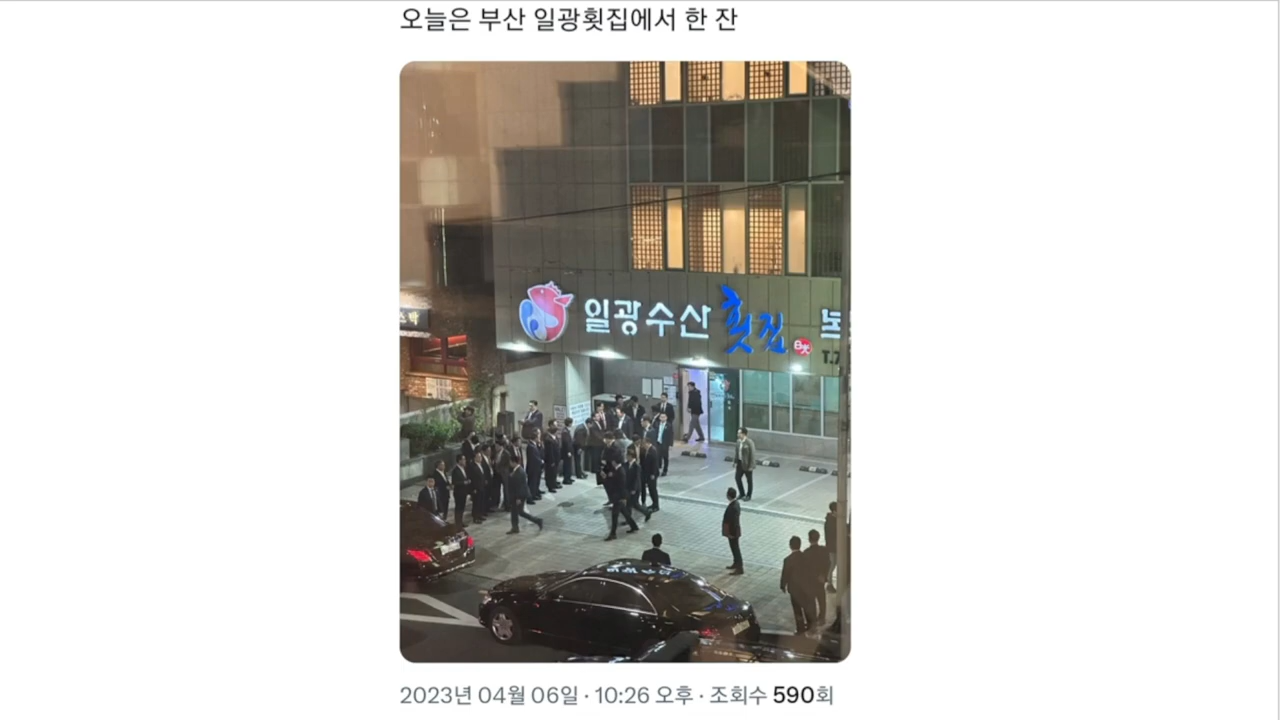 오늘은 부산 일광횟집에서 한 잔
일광수산 횟집
T.7
2023년 04월 06일 · 10:26 오후 · 조회수 590회